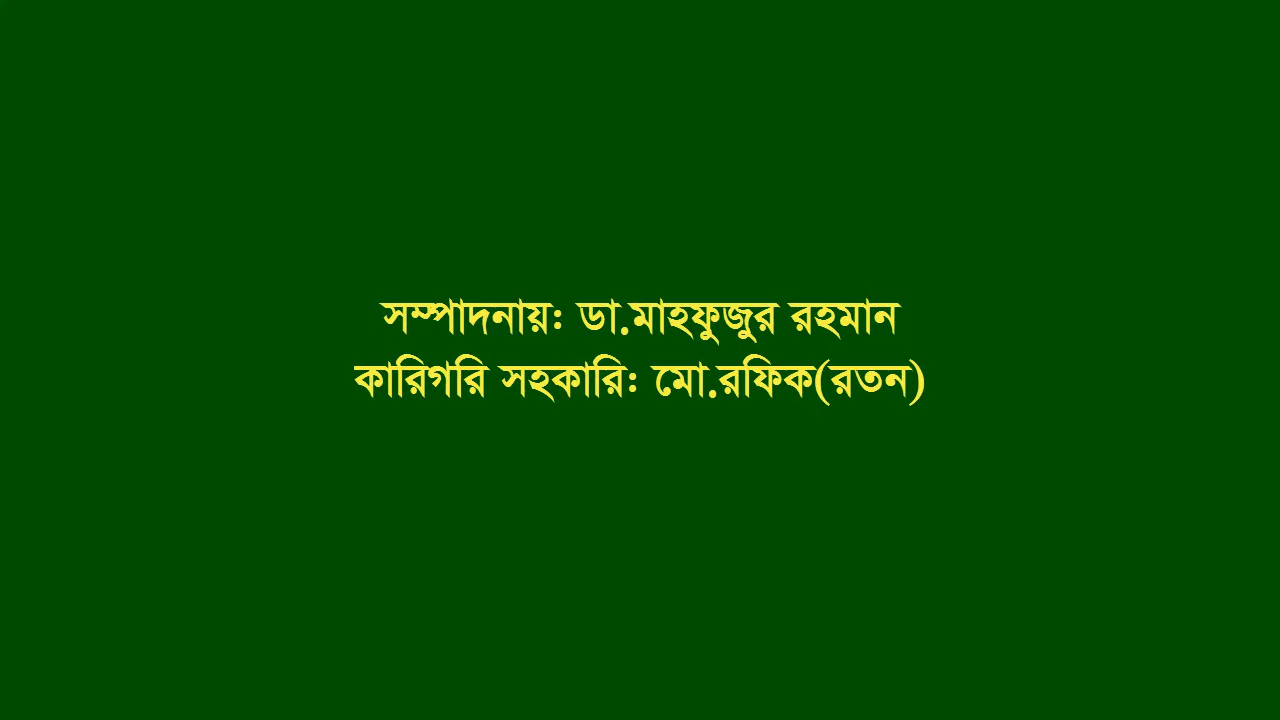 সম্পাদনায়ঃ ডা.মাহফুজুর রহমান
কারিগরি সহকারিঃ মো.রফিক(রতন)